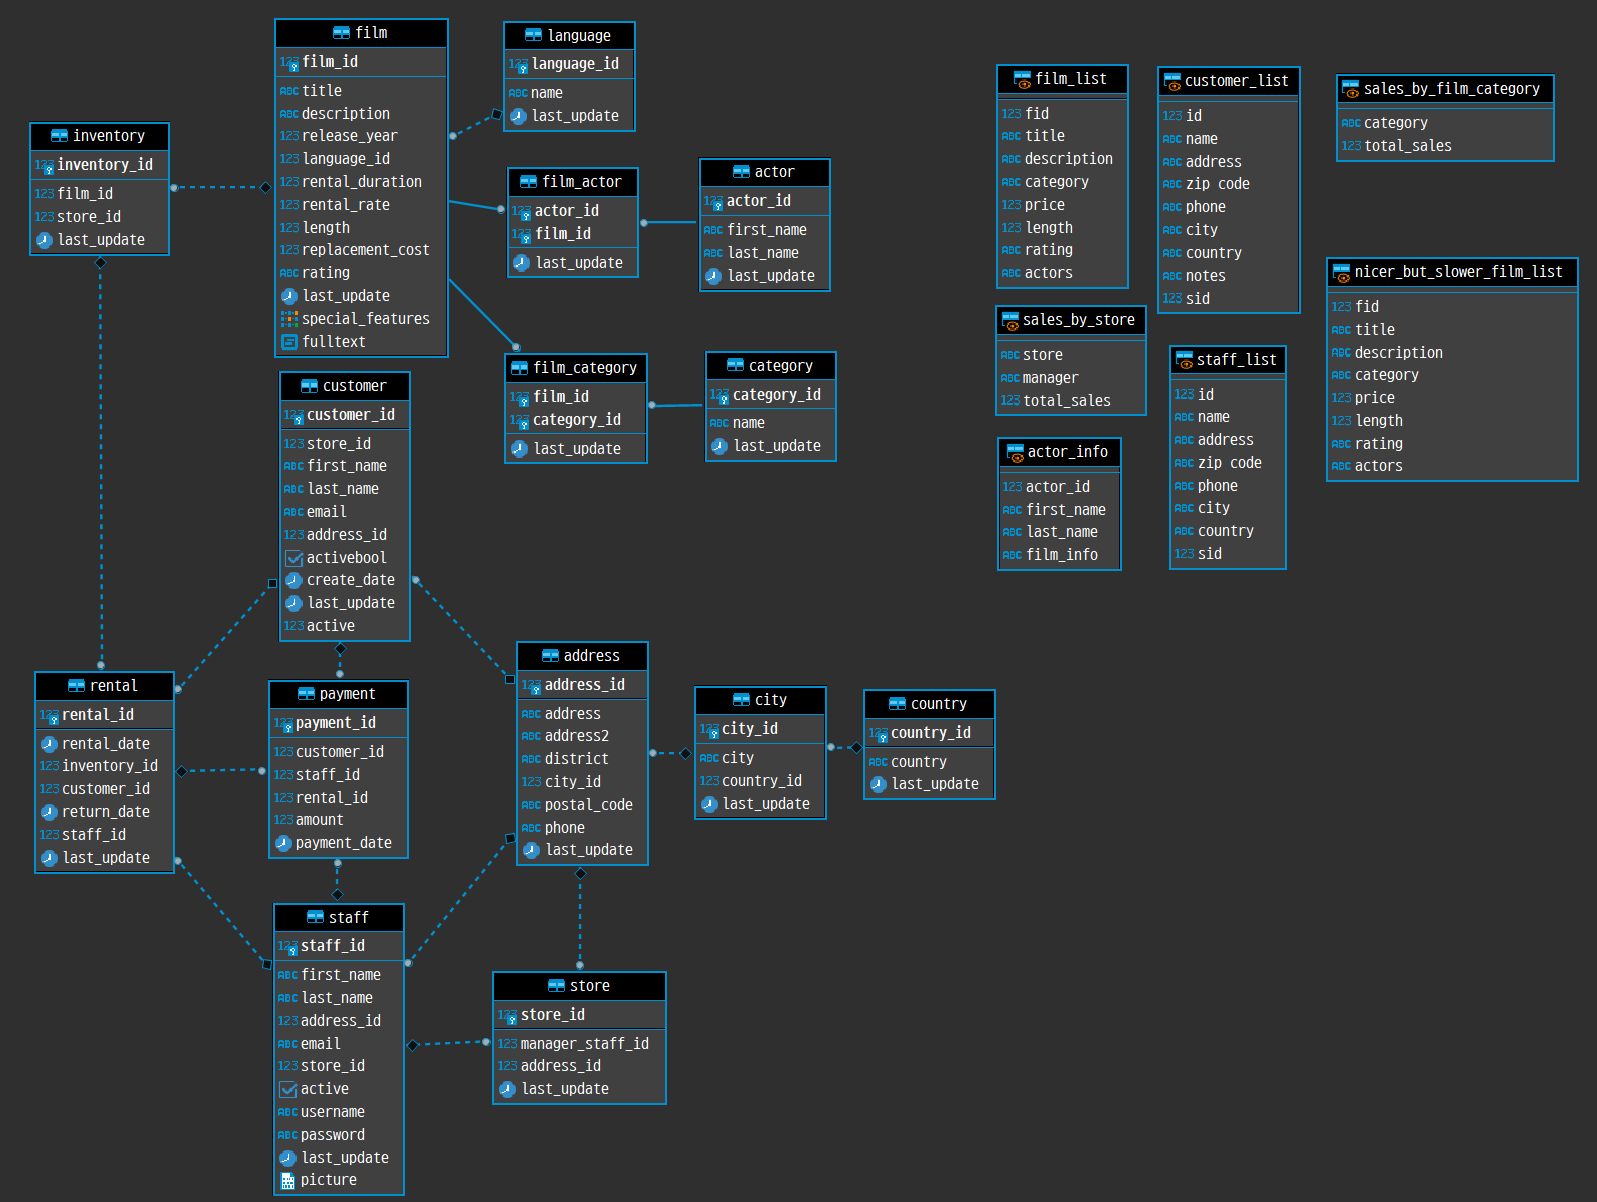 film
film_id
title
description
release_year
language_id
rental_duration
rental_rate
length
replacement_cost
rating
last_update
special_features
fulltext
language
language_id
name
last_update
inventory
inventory_id
film_id
store_id
last_update
film_actor
actor_id
film_id
last_update
actor
actor_id
first_name
last_name
last_update
film_category
film_id
category_id
last_update
category
category_id
name
last_update
customer
customer_id
store_id
first_name
last_name
email
address_id
activebool
create_date
last_update
active
rental
rental_id
rental_date
inventory_id
customer_id
return_date
staff_id
last_update
payment
payment_id
customer_id
staff_id
rental_id
amount
payment_date
address
address_id
address
address2
district
city_id
postal_code
phone
last_update
city
city_id
city
country_id
last_update
country
country_id
country
last_update
staff
staff_id
first_name
last_name
address_id
email
store_id
active
username
password
last_update
picture
store
store_id
manager_staff_id
address_id
last_update
film_list
fid
title
description
category
price
length
rating
actors
customer_list
id
name
address
zip code
phone
city
country
notes
sid
sales_by_film_category
category
total_sales
sales_by_store
store
manager
total_sales
staff_list
id
name
address
zip code
phone
city
country
sid
nicer_but_slower_film_list
fid
title
description
category
price
length
rating
actors
actor_info
actor_id
first_name
last_name
film_info